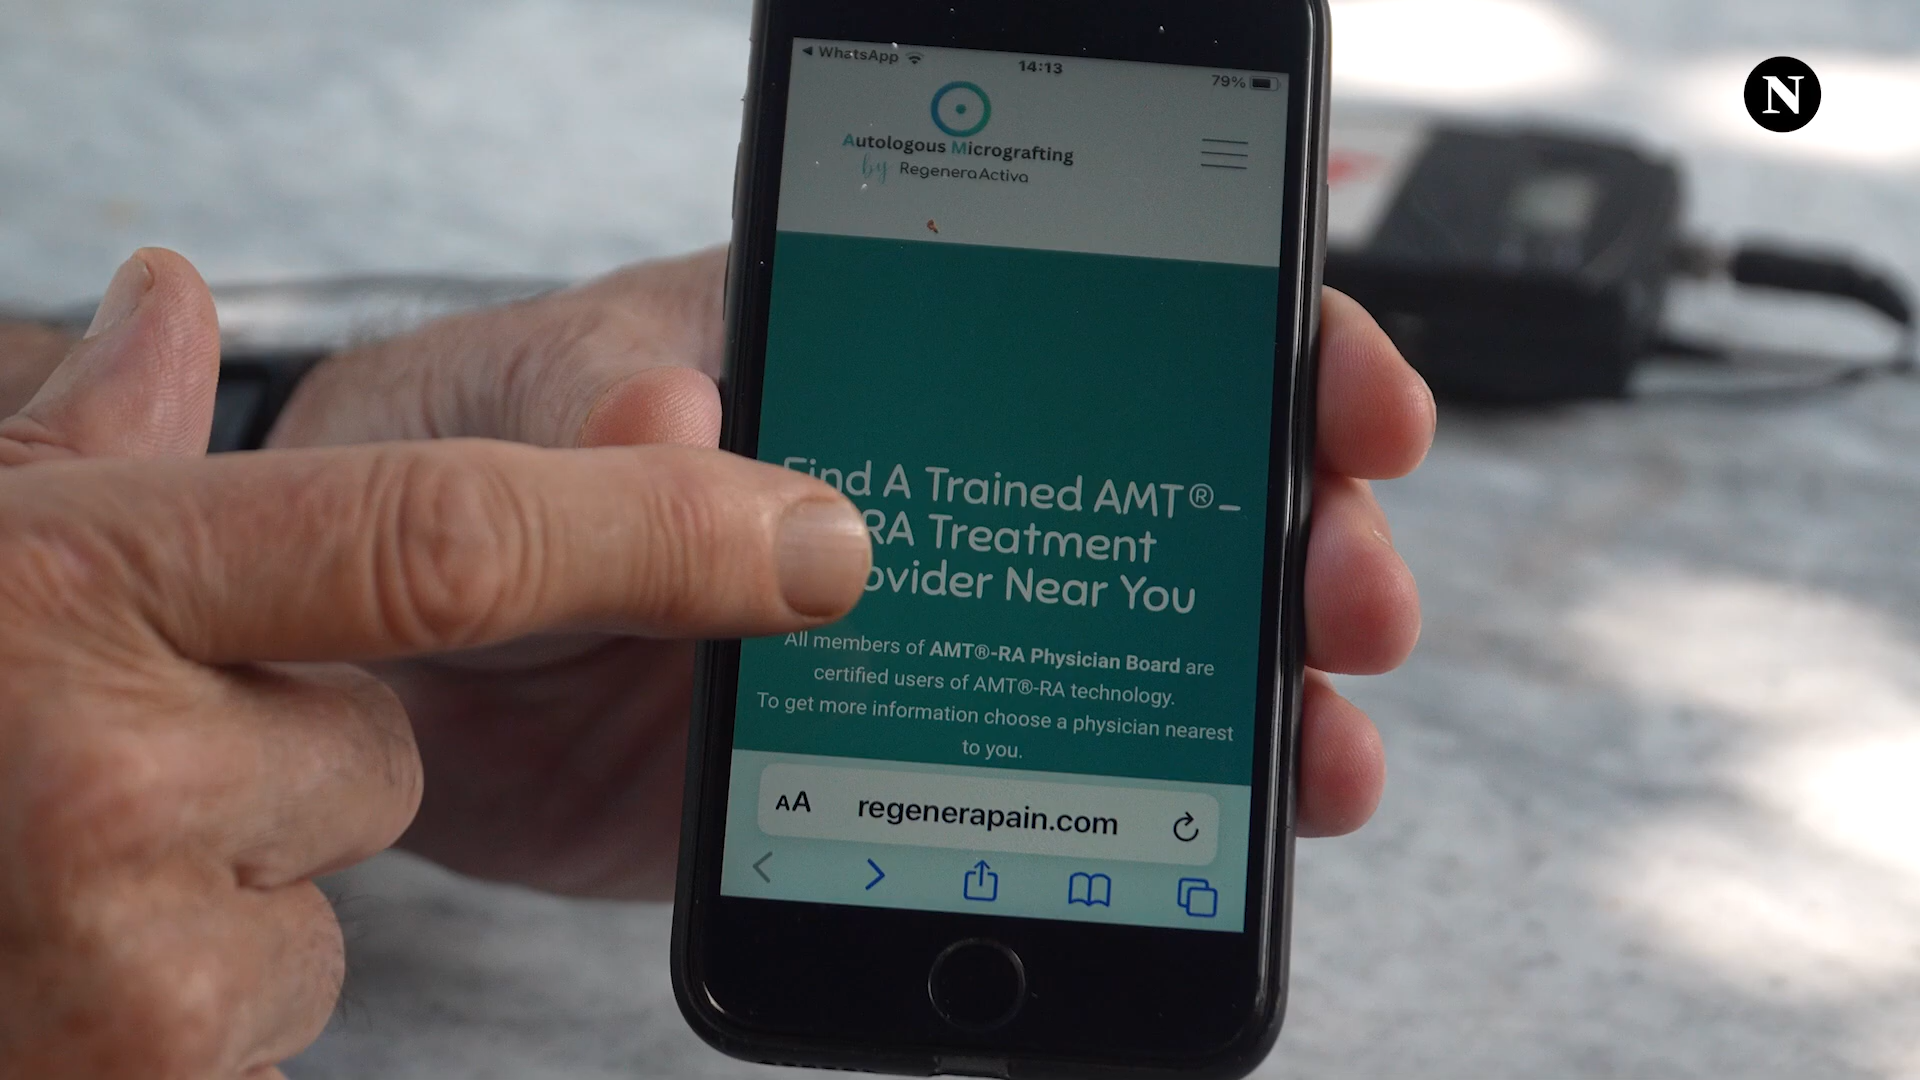 WhatsApp
14:13
79%
N
Autologous Micrografting
by RegeneraActiva
Find A Trained AMT®-
RA Treatment
ovider Near You
All members of AMT®-RA Physician Board are
certified users of AMT®-RA technology.
To get more information choose a physician nearest
to you.
AA regenerapain.com